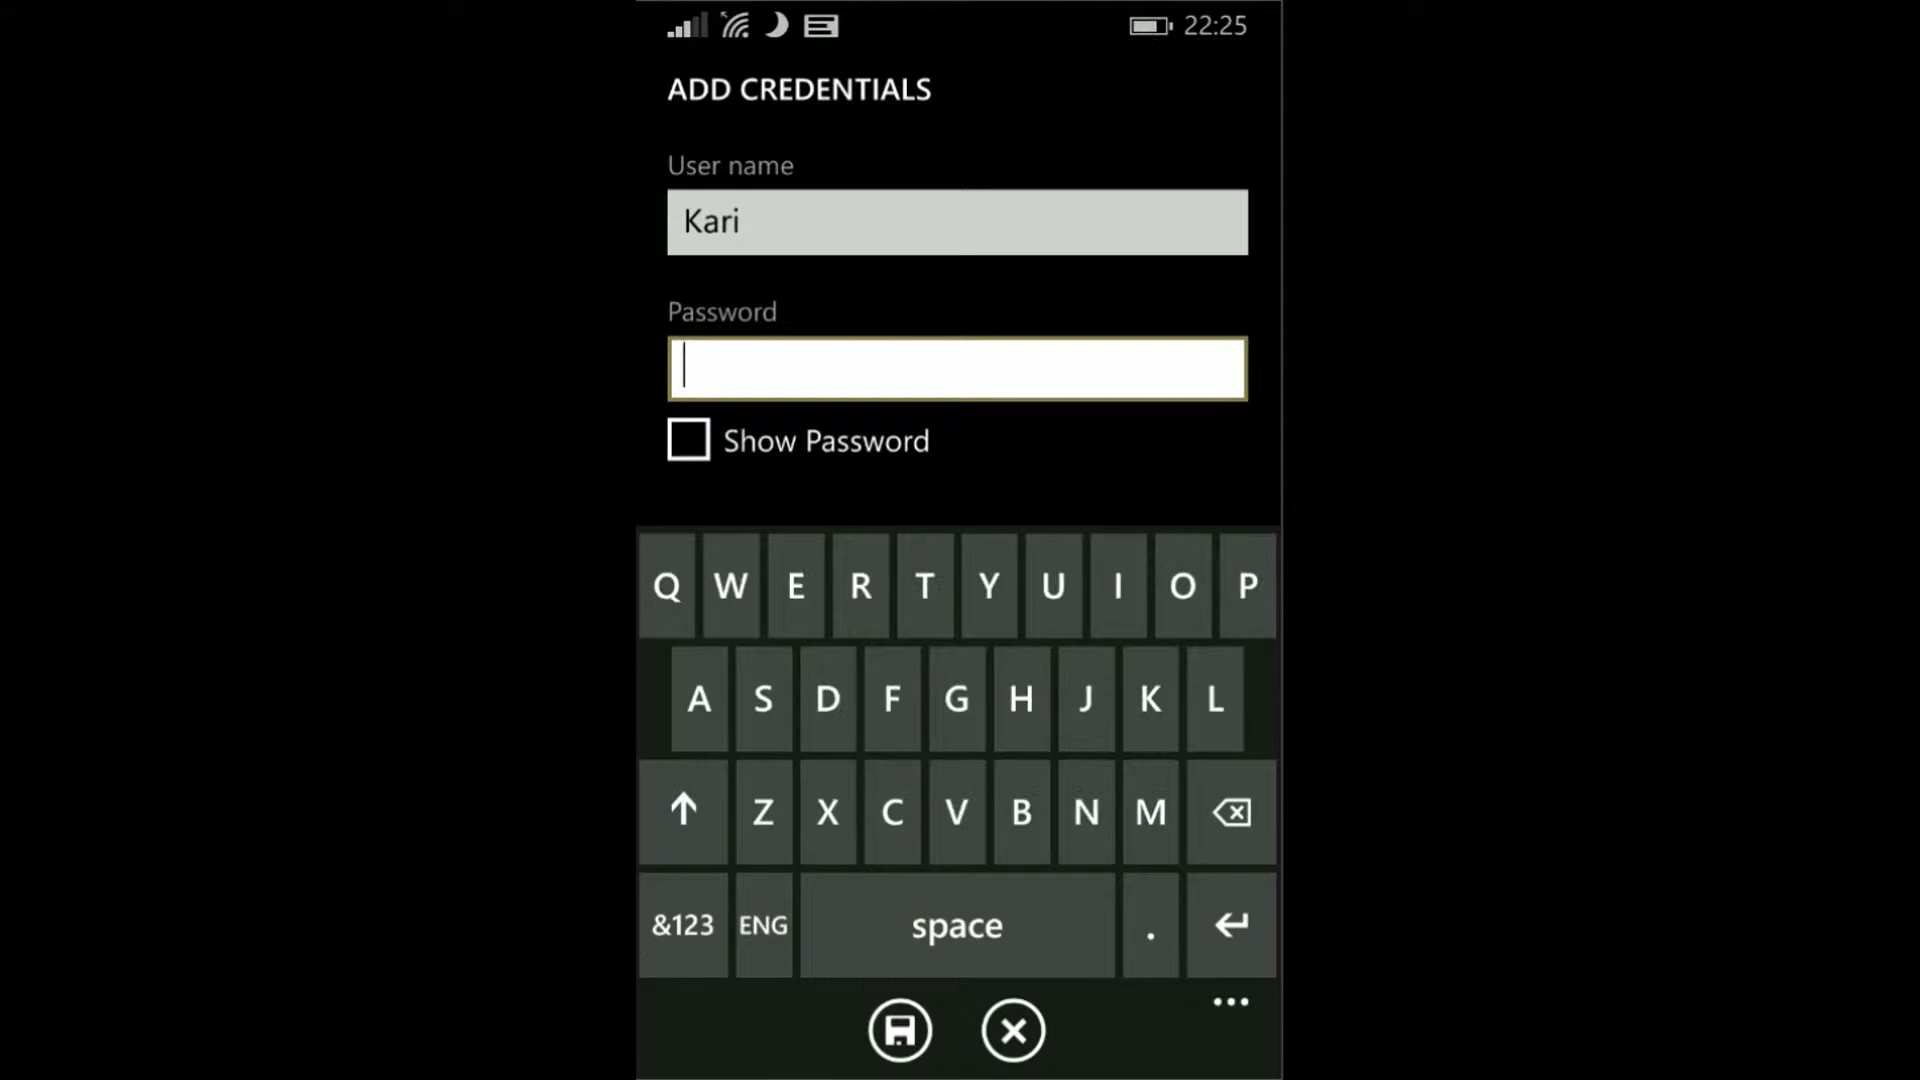 22:25
ADD CREDENTIALS
User name
Kari
Password
Show Password
Q W E R T Y U I O P
A S D F G H J K L
Z X C V B N M
&123 ENG space .